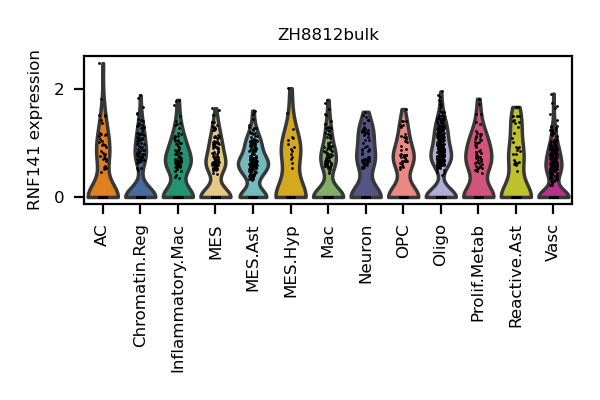 ZH8812bulk
RNF141 expression
2
0
AC
Chromatin.Reg
Inflammatory.Mac
MES
MES.Ast
MES.Hyp
Mac
Neuron
OPC
Oligo
Prolif.Metab
Reactive.Ast
Vasc